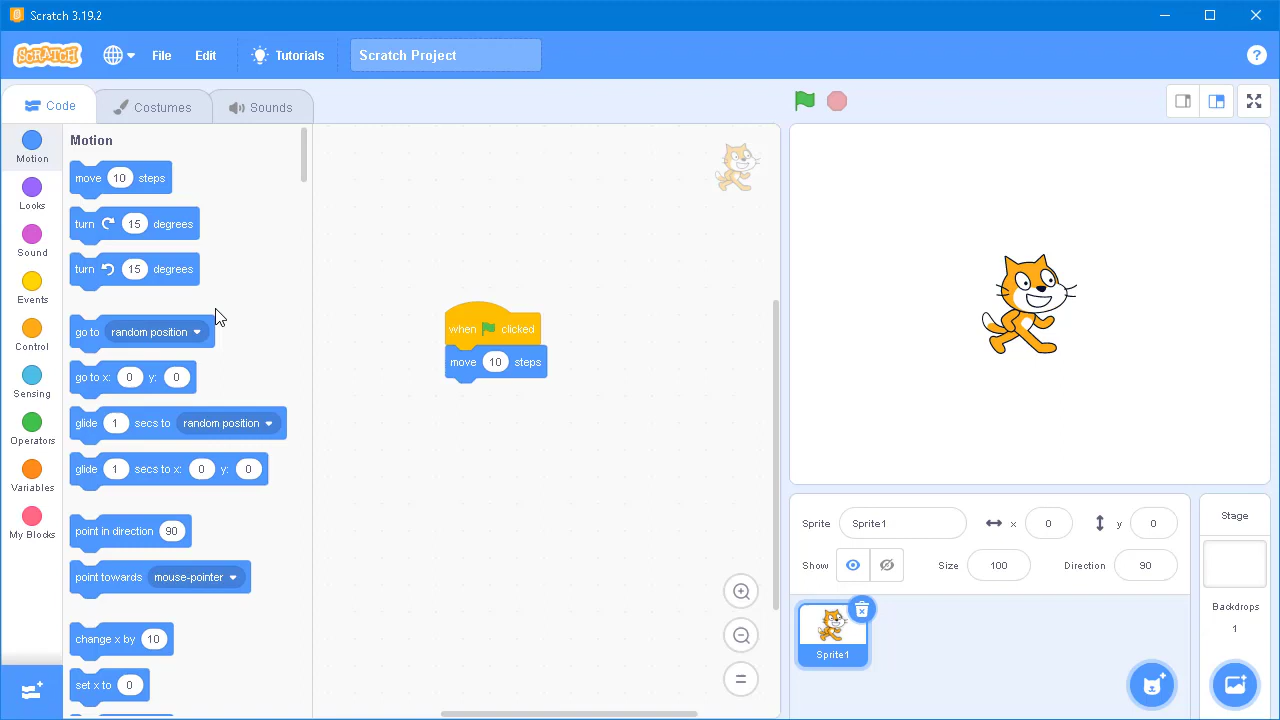 Scratch 3.19.2
SCRATCH
File
Edit
Tutorials
Scratch Project
?
Code
Costumes
Sounds
Motion
Looks
Sound
Events
Control
Sensing
Operators
Variables
My Blocks
Motion
move 10 steps
turn 15 degrees
turn 15 degrees
go to random position
go to x: 0 y: 0
glide 1 secs to random position
glide 1 secs to x: 0 y: 0
point in direction 90
point towards mouse-pointer
change x by 10
set x to 0
when clicked
move 10 steps
Sprite Sprite1 x 0 y 0
Show Size 100 Direction 90
Sprite1
Stage
Backdrops
1